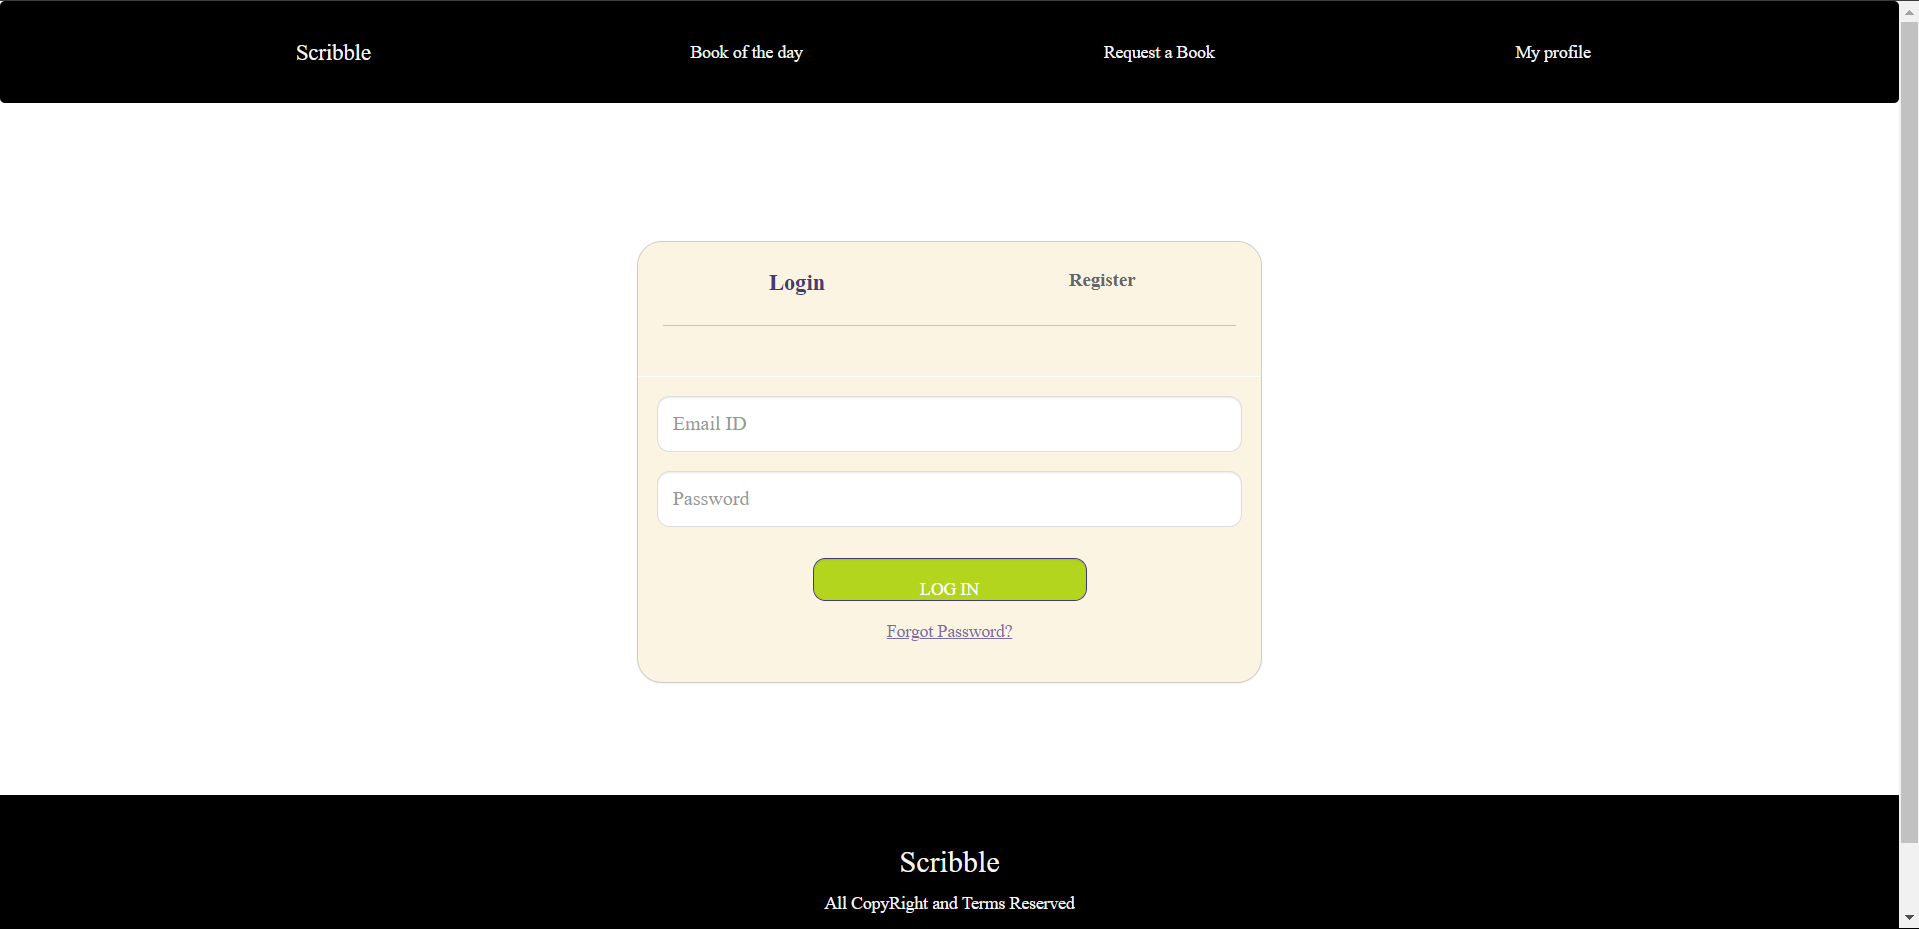 Scribble Book of the day Request a Book My profile
Login Register
Email ID
Password
LOG IN
Forgot Password?
Scribble
All CopyRight and Terms Reserved